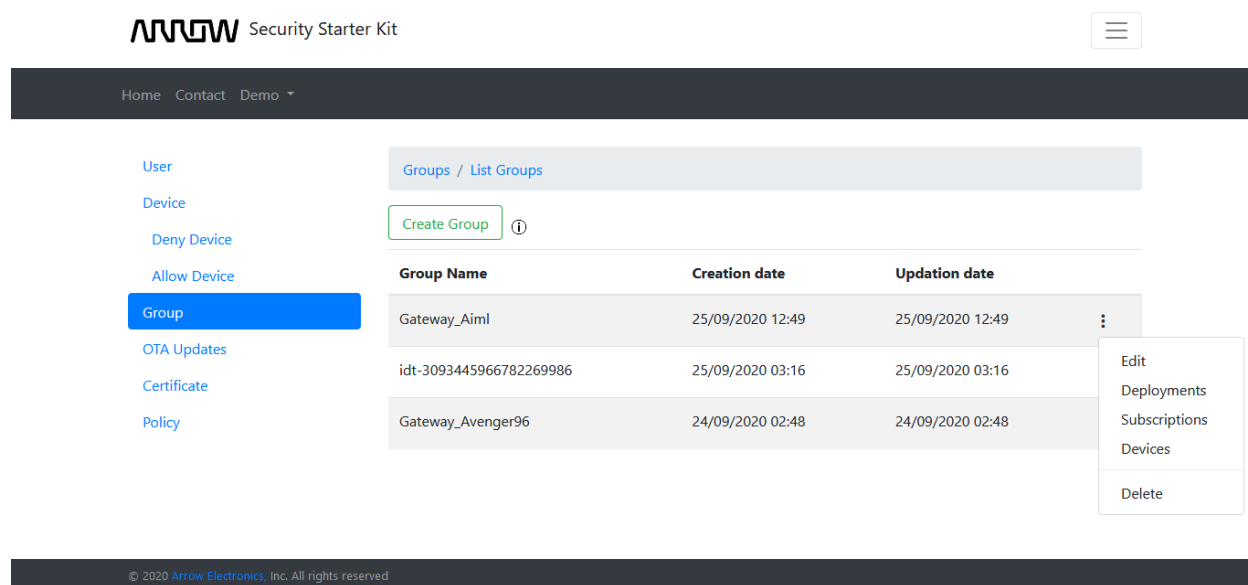 ARROW Security Starter Kit
Home Contact Demo
User
Device
Deny Device
Allow Device
Group
OTA Updates
Certificate
Policy
Groups / List Groups
Create Group
Group Name Creation date Updation date
Gateway_Aiml 25/09/2020 12:49 25/09/2020 12:49
idt-3093445966782269986 25/09/2020 03:16 25/09/2020 03:16
Gateway_Avenger96 24/09/2020 02:48 24/09/2020 02:48
Edit
Deployments
Subscriptions
Devices
Delete
© 2020 Arrow Electronics, Inc. All rights reserved